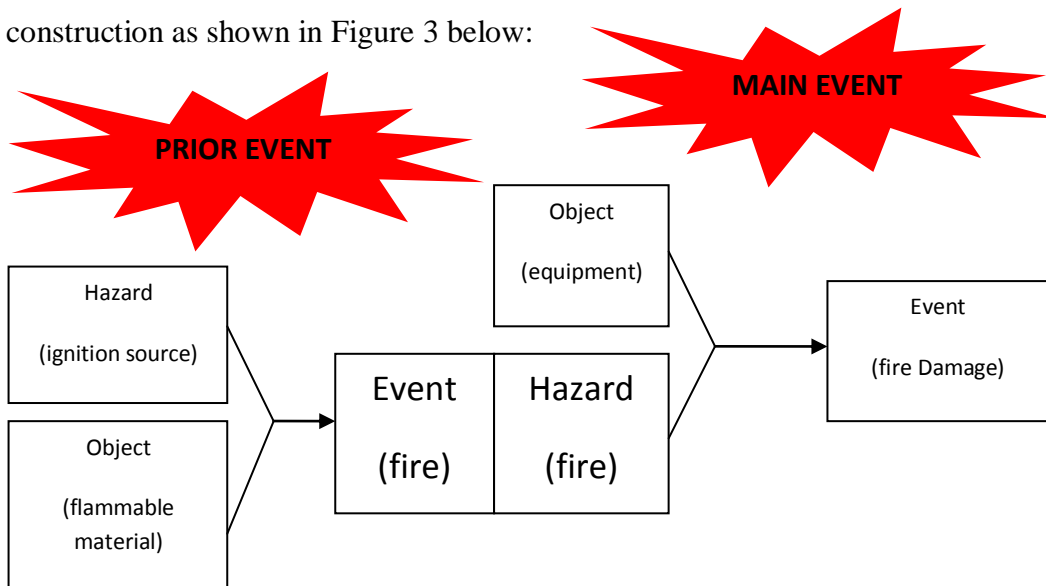 construction as shown in Figure 3 below:
MAIN EVENT
PRIOR EVENT
Object
(equipment)
Hazard
(ignition source)
Event
(fire Damage)
Event
(fire)
Hazard
(fire)
Object
(flammable
material)